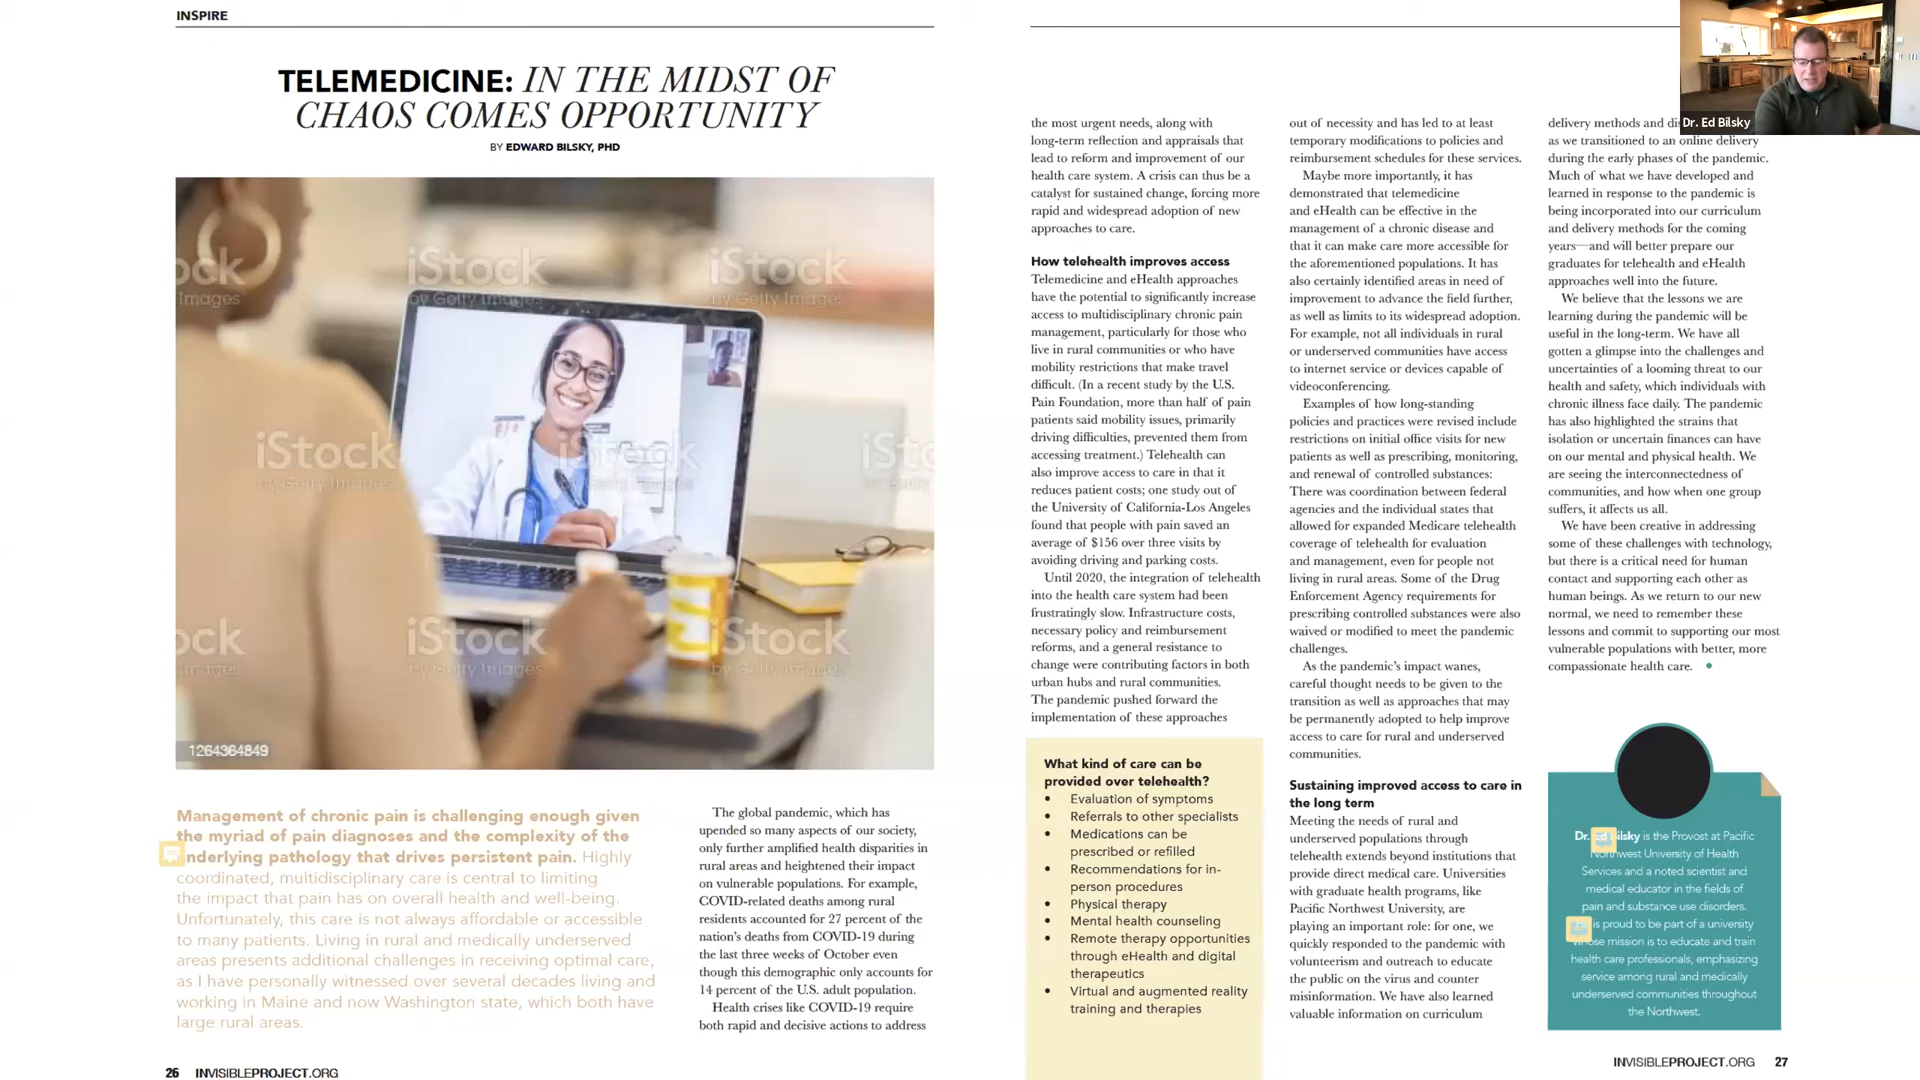 INSPIRE
TELEMEDICINE: IN THE MIDST OF
CHAOS COMES OPPORTUNITY
BY EDWARD BILSKY, PHD
ock
Images
iStock
by Getty Images
iStock
by Getty Images
iStock
by Getty Images
iStock
by Getty Images
iSto
by Ge
ock
Images
iStock
by Getty Images
iStock
by Getty Images
1264364849
Management of chronic pain is challenging enough given
the myriad of pain diagnoses and the complexity of the
nderlying pathology that drives persistent pain. Highly
coordinated, multidisciplinary care is central to limiting
the impact that pain has on overall health and well-being.
Unfortunately, this care is not always affordable or accessible
to many patients. Living in rural and medically underserved
areas presents additional challenges in receiving optimal care,
as I have personally witnessed over several decades living and
working in Maine and now Washington state, which both have
large rural areas.
The global pandemic, which has
upended so many aspects of our society,
only further amplified health disparities in
rural areas and heightened their impact
on vulnerable populations. For example,
COVID-related deaths among rural
residents accounted for 27 percent of the
nation's deaths from COVID-19 during
the last three weeks of October even
though this demographic only accounts for
14 percent of the U.S. adult population.
Health crises like COVID-19 require
both rapid and decisive actions to address
26 INVISIBLEPROJECT.ORG
the most urgent needs, along with
long-term reflection and appraisals that
lead to reform and improvement of our
health care system. A crisis can thus be a
catalyst for sustained change, forcing more
rapid and widespread adoption of new
approaches to care.
How telehealth improves access
Telemedicine and eHealth approaches
have the potential to significantly increase
access to multidisciplinary chronic pain
management, particularly for those who
live in rural communities or who have
mobility restrictions that make travel
difficult. (In a recent study by the U.S.
Pain Foundation, more than half of pain
patients said mobility issues, primarily
driving difficulties, prevented them from
accessing treatment.) Telehealth can
also improve access to care in that it
reduces patient costs; one study out of
the University of California-Los Angeles
found that people with pain saved an
average of $156 over three visits by
avoiding driving and parking costs.
Until 2020, the integration of telehealth
into the health care system had been
frustratingly slow. Infrastructure costs,
necessary policy and reimbursement
reforms, and a general resistance to
change were contributing factors in both
urban hubs and rural communities.
The pandemic pushed forward the
implementation of these approaches
What kind of care can be
provided over telehealth?
• Evaluation of symptoms
• Referrals to other specialists
• Medications can be
prescribed or refilled
• Recommendations for in-
person procedures
• Physical therapy
• Mental health counseling
• Remote therapy opportunities
through eHealth and digital
therapeutics
• Virtual and augmented reality
training and therapies
out of necessity and has led to at least
temporary modifications to policies and
reimbursement schedules for these services.
Maybe more importantly, it has
demonstrated that telemedicine
and eHealth can be effective in the
management of a chronic disease and
that it can make care more accessible for
the aforementioned populations. It has
also certainly identified areas in need of
improvement to advance the field further,
as well as limits to its widespread adoption.
For example, not all individuals in rural
or underserved communities have access
to internet service or devices capable of
videoconferencing.
Examples of how long-standing
policies and practices were revised include
restrictions on initial office visits for new
patients as well as prescribing, monitoring,
and renewal of controlled substances:
There was coordination between federal
agencies and the individual states that
allowed for expanded Medicare telehealth
coverage of telehealth for evaluation
and management, even for people not
living in rural areas. Some of the Drug
Enforcement Agency requirements for
prescribing controlled substances were also
waived or modified to meet the pandemic
challenges.
As the pandemic's impact wanes,
careful thought needs to be given to the
transition as well as approaches that may
be permanently adopted to help improve
access to care for rural and underserved
communities.
Sustaining improved access to care in
the long term
Meeting the needs of rural and
underserved populations through
telehealth extends beyond institutions that
provide direct medical care. Universities
with graduate health programs, like
Pacific Northwest University, are
playing an important role: for one, we
quickly responded to the pandemic with
volunteerism and outreach to educate
the public on the virus and counter
misinformation. We have also learned
valuable information on curriculum
delivery methods and dis
as we transitioned to an online delivery
during the early phases of the pandemic.
Much of what we have developed and
learned in response to the pandemic is
being incorporated into our curriculum
and delivery methods for the coming
years—and will better prepare our
graduates for telehealth and eHealth
approaches well into the future.
We believe that the lessons we are
learning during the pandemic will be
useful in the long-term. We have all
gotten a glimpse into the challenges and
uncertainties of a looming threat to our
health and safety, which individuals with
chronic illness face daily. The pandemic
has also highlighted the strains that
isolation or uncertain finances can have
on our mental and physical health. We
are seeing the interconnectedness of
communities, and how when one group
suffers, it affects us all.
We have been creative in addressing
some of these challenges with technology,
but there is a critical need for human
contact and supporting each other as
human beings. As we return to our new
normal, we need to remember these
lessons and commit to supporting our most
vulnerable populations with better, more
compassionate health care.
Dr. Ed Bilsky is the Provost at Pacific
Northwest University of Health
Services and a noted scientist and
medical educator in the fields of
pain and substance use disorders.
is proud to be part of a university
whose mission is to educate and train
health care professionals, emphasizing
service among rural and medically
underserved communities throughout
the Northwest.
INVISIBLEPROJECT.ORG 27
Dr. Ed Bilsky